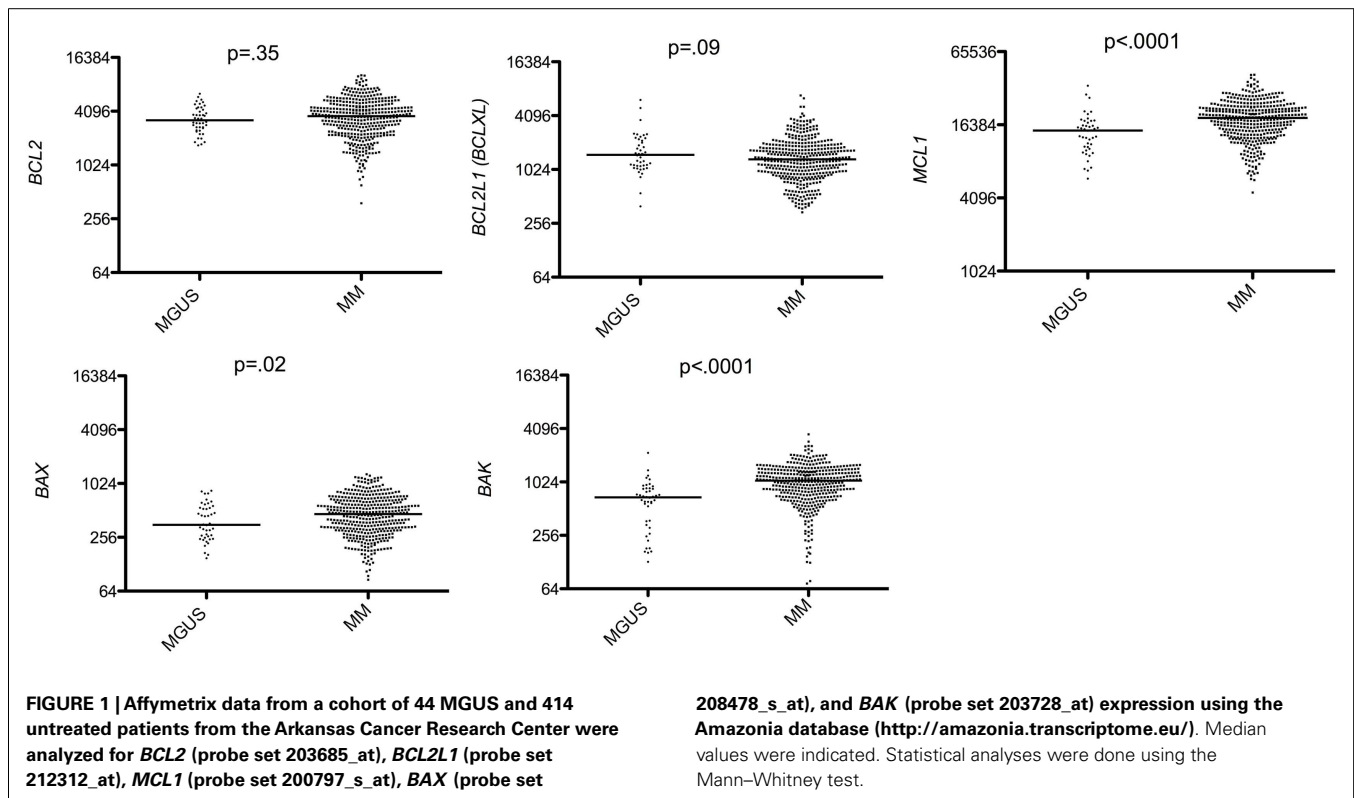 p=.35
16384
4096
1024
256
64
BCL2
MGUS
MM
p=.09
16384
4096
1024
256
64
BCL2L1 (BCLXL)
MGUS
MM
p<.0001
65536
16384
4096
1024
MCL1
MGUS
MM
p=.02
16384
4096
1024
256
64
BAX
MGUS
MM
p<.0001
16384
4096
1024
256
64
BAK
MGUS
MM
FIGURE 1 | Affymetrix data from a cohort of 44 MGUS and 414
untreated patients from the Arkansas Cancer Research Center were
analyzed for BCL2 (probe set 203685_at), BCL2L1 (probe set
212312_at), MCL1 (probe set 200797_s_at), BAX (probe set
208478_s_at), and BAK (probe set 203728_at) expression using the
Amazonia database (http://amazonia.transcriptome.eu/). Median
values were indicated. Statistical analyses were done using the
Mann–Whitney test.